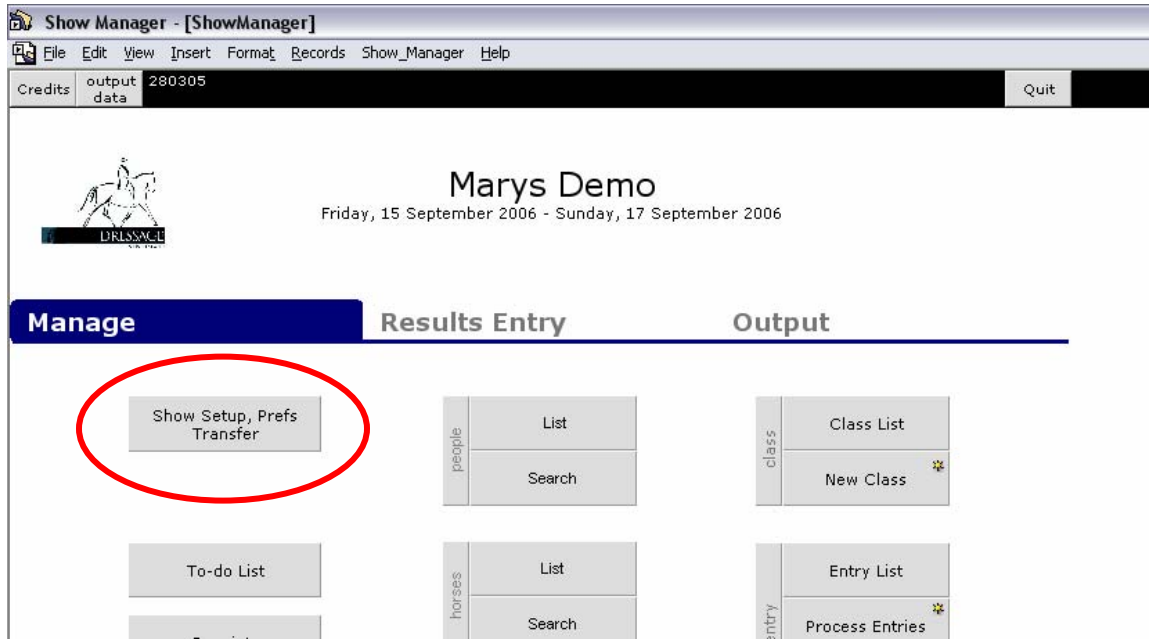 Show Manager - [ShowManager]
File Edit View Insert Format Records Show_Manager Help
Credits
output
data
280305
Quit
DRESSAGE
Marys Demo
Friday, 15 September 2006 - Sunday, 17 September 2006
Manage
Results Entry
Output
Show Setup, Prefs
Transfer
people
List
Search
class
Class List
New Class
To-do List
horses
List
Search
entry
Entry List
Process Entries